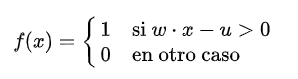 f(x) = { 1 si w · x − u > 0
0 en otro caso